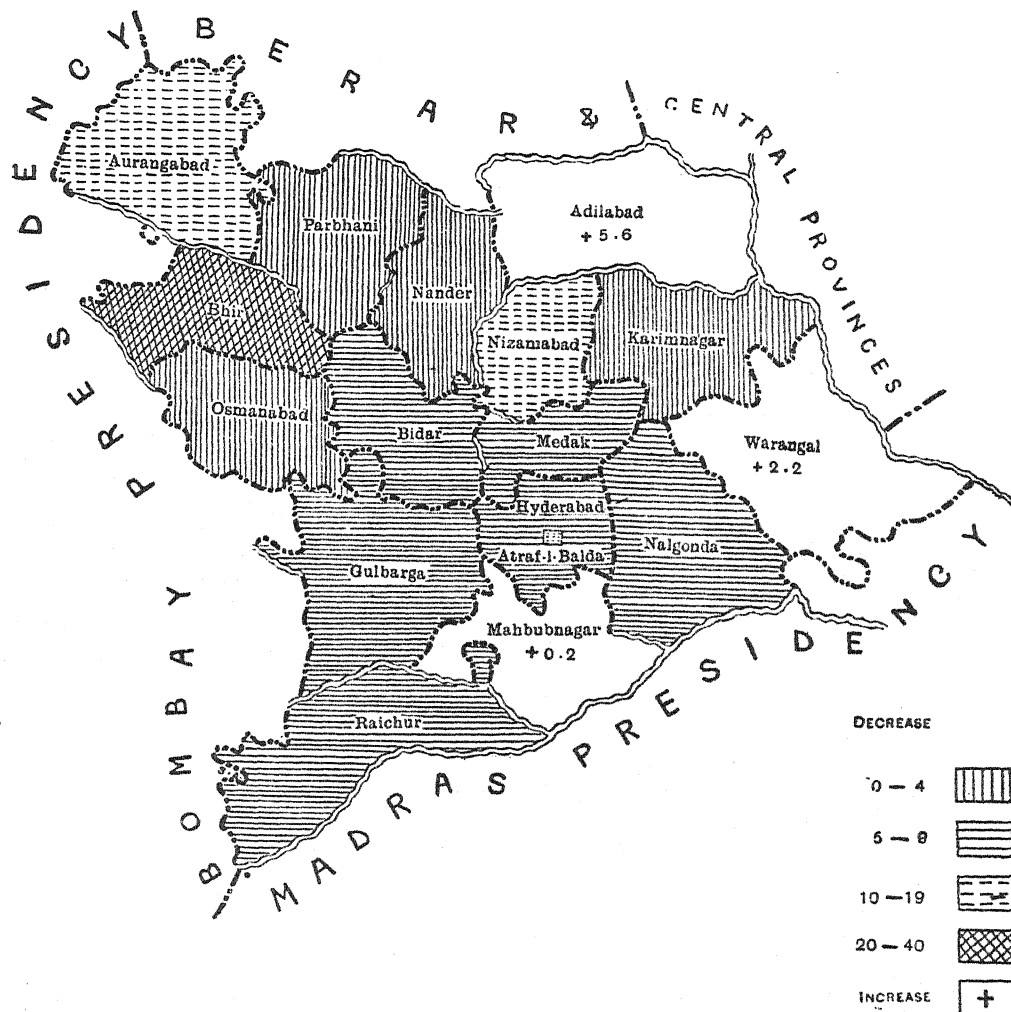 BOMBAY PRESIDENCY
BERAR &
CENTRAL PROVINCES
Aurangabad
Parbhani
Adilabad
+ 5.6
Nander
Bhir
Nizamabad
Karimnagar
Osmanabad
Bidar
Medak
Warangal
+ 2.2
Hyderabad
Atraf-i-Balda
Nalgonda
Gulbarga
Mahbubnagar
+ 0.2
Raichur
MADRAS PRESIDENCY
DECREASE
0 — 4
5 — 9
10 — 19
20 — 40
INCREASE +